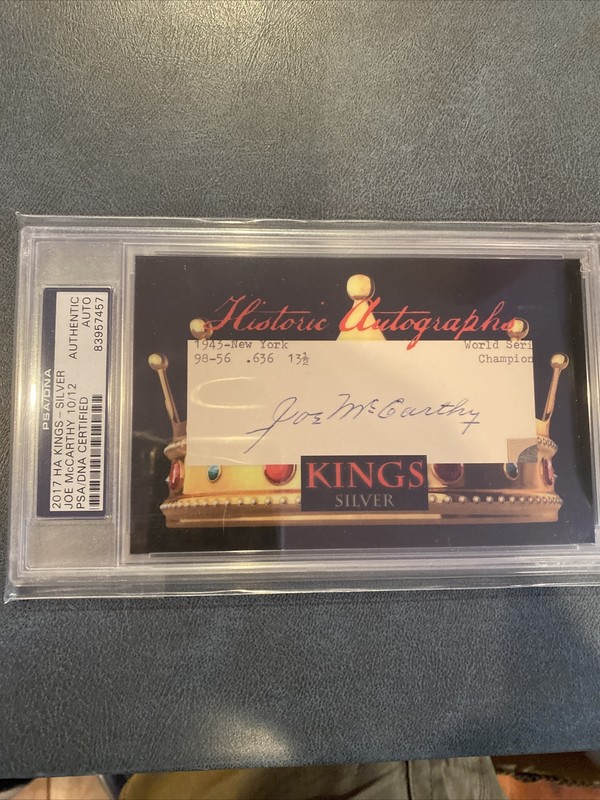 PSA/DNA
2017 HA KINGS - SILVER AUTHENTIC
JOE McCARTHY 10/12 AUTO
PSA/DNA CERTIFIED 83957457
Historic Autographs
1943-New York World Seri
98-56 .636 13½ Champion
Joe McCarthy
KINGS
SILVER